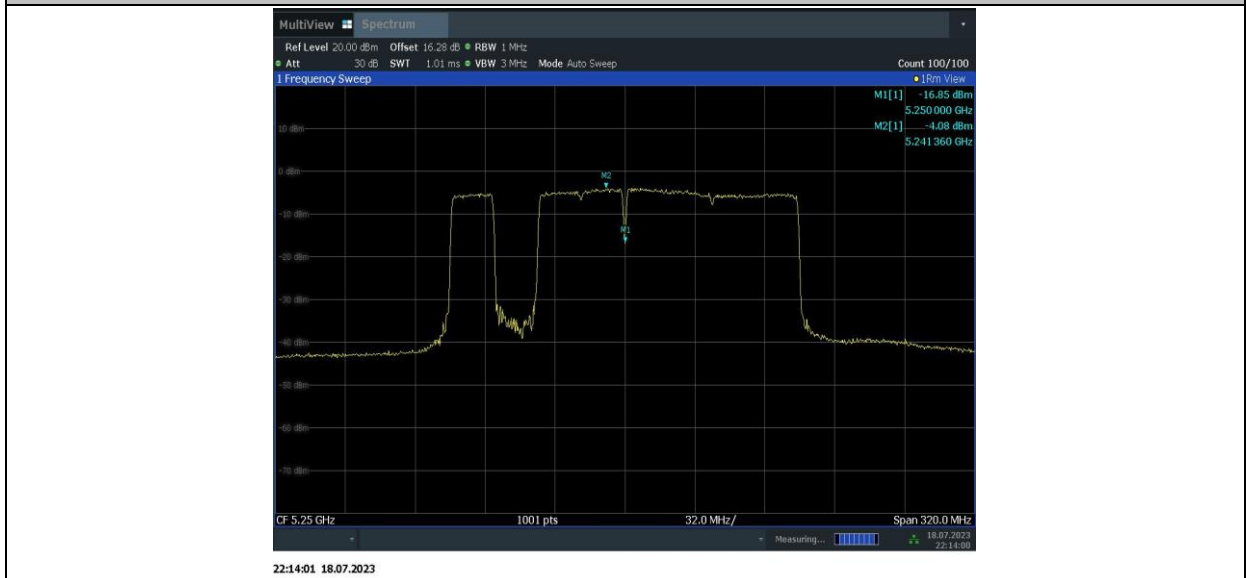 MultiView Spectrum
Ref Level 20.00 dBm Offset 16.28 dB RBW 1 MHz
Att 30 dB SWT 1.01 ms VBW 3 MHz Mode Auto Sweep Count 100/100
1 Frequency Sweep 1Rm View
M1[1] -16.85 dBm
5.250 000 GHz
10 dBm
M2[1] -4.08 dBm
5.241 360 GHz
0 dBm
M2
-10 dBm
M1
-20 dBm
-30 dBm
-40 dBm
-50 dBm
-60 dBm
-70 dBm
CF 5.25 GHz 1001 pts 32.0 MHz/ Span 320.0 MHz
Measuring... 18.07.2023
22:14:00
22:14:01 18.07.2023